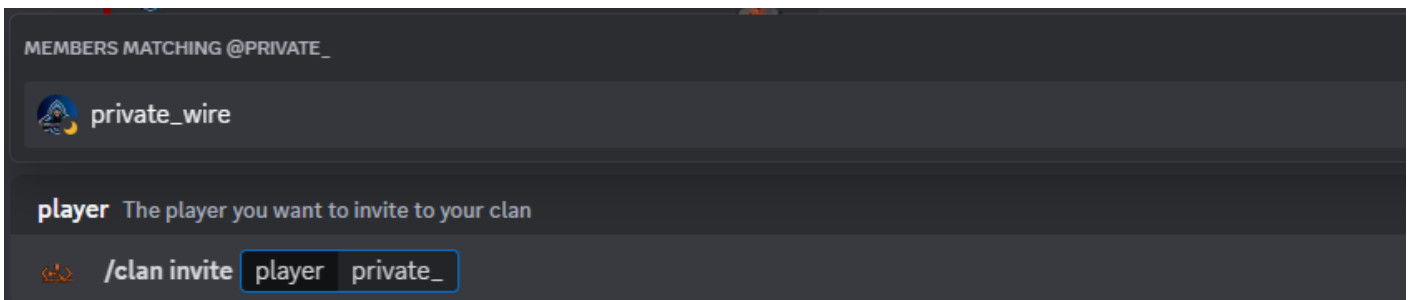 MEMBERS MATCHING @PRIVATE_
private_wire
player The player you want to invite to your clan
/clan invite player private_